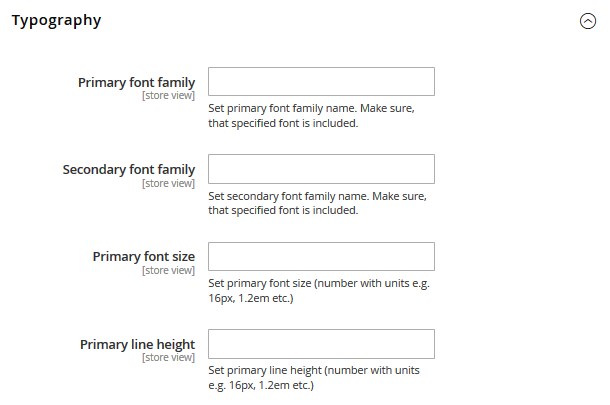 Typography
Primary font family
[store view]
Set primary font family name. Make sure,
that specified font is included.
Secondary font family
[store view]
Set secondary font family name. Make sure,
that specified font is included.
Primary font size
[store view]
Set primary font size (number with units e.g.
16px, 1.2em etc.)
Primary line height
[store view]
Set primary line height (number with units
e.g. 16px, 1.2em etc.)